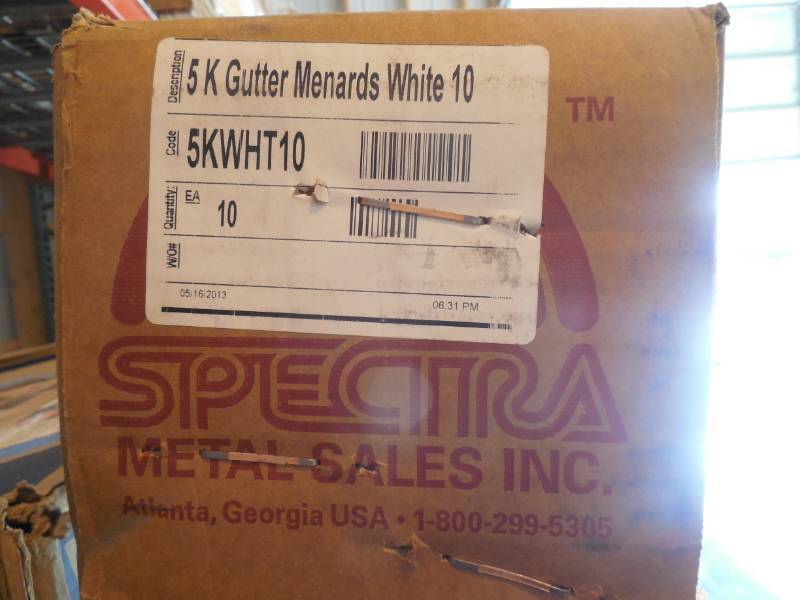 Description 5 K Gutter Menards White 10
TM
Code 5KWHT10
Quantity: EA 10
W/O#
05/16/2013 06:31 PM
SPECTRA
METAL SALES INC.
Atlanta, Georgia USA • 1-800-299-5305